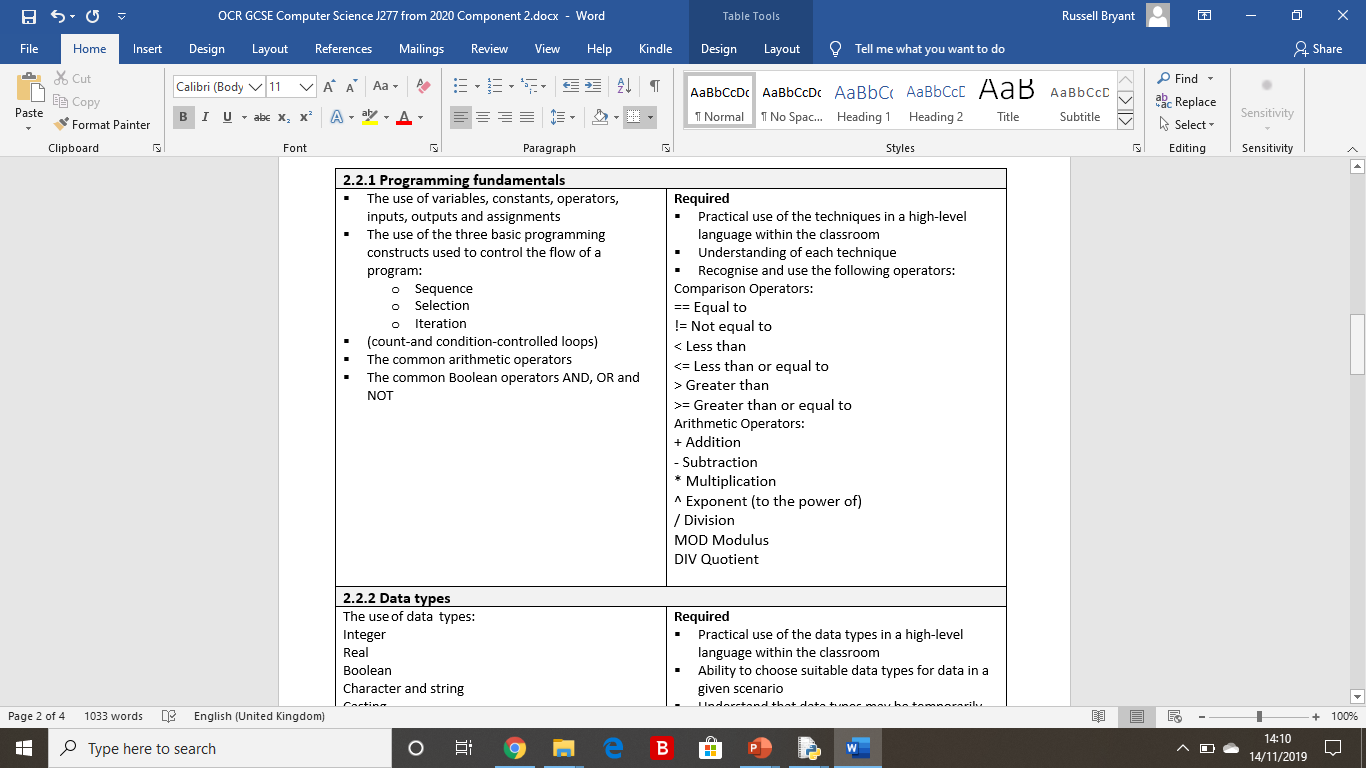 OCR GCSE Computer Science J277 from 2020 Component 2.docx - Word
Table Tools
Russell Bryant
File Home Insert Design Layout References Mailings Review View Help Kindle Design Layout Tell me what you want to do Share
Paste
Cut
Copy
Format Painter
Clipboard
Calibri (Body 11
B I U abc x₂ x²
Font
Paragraph
AaBbCcDc AaBbCcDc AaBbCc AaBbCcD AaB AaBbCcD
¶ Normal ¶ No Spac... Heading 1 Heading 2 Title Subtitle
Styles
Find
Replace
Select
Editing
Sensitivity
Sensitivity
2.2.1 Programming fundamentals
▪ The use of variables, constants, operators,
inputs, outputs and assignments
▪ The use of the three basic programming
constructs used to control the flow of a
program:
o Sequence
o Selection
o Iteration
▪ (count-and condition-controlled loops)
▪ The common arithmetic operators
▪ The common Boolean operators AND, OR and
NOT
Required
▪ Practical use of the techniques in a high-level
language within the classroom
▪ Understanding of each technique
▪ Recognise and use the following operators:
Comparison Operators:
== Equal to
!= Not equal to
< Less than
<= Less than or equal to
> Greater than
>= Greater than or equal to
Arithmetic Operators:
+ Addition
- Subtraction
* Multiplication
^ Exponent (to the power of)
/ Division
MOD Modulus
DIV Quotient
2.2.2 Data types
The use of data types:
Integer
Real
Boolean
Character and string
Casting
Required
▪ Practical use of the data types in a high-level
language within the classroom
▪ Ability to choose suitable data types for data in a
given scenario
▪ Understand that data types may be temporarily
Page 2 of 4 1033 words English (United Kingdom) 100%
Type here to search
14:10
14/11/2019